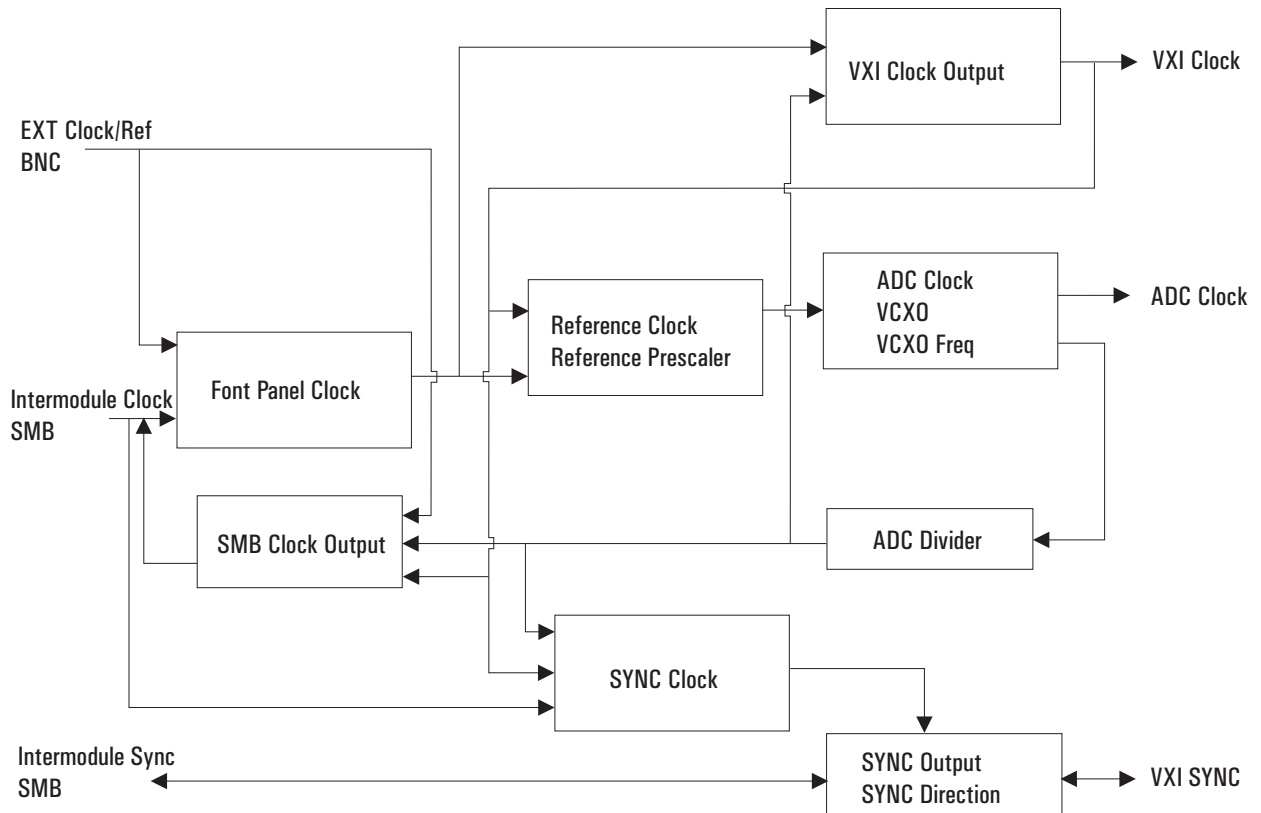 VXI Clock Output
VXI Clock
EXT Clock/Ref
BNC
ADC Clock
VCXO
VCXO Freq
ADC Clock
Reference Clock
Reference Prescaler
Font Panel Clock
Intermodule Clock
SMB
SMB Clock Output
ADC Divider
SYNC Clock
Intermodule Sync
SMB
SYNC Output
SYNC Direction
VXI SYNC